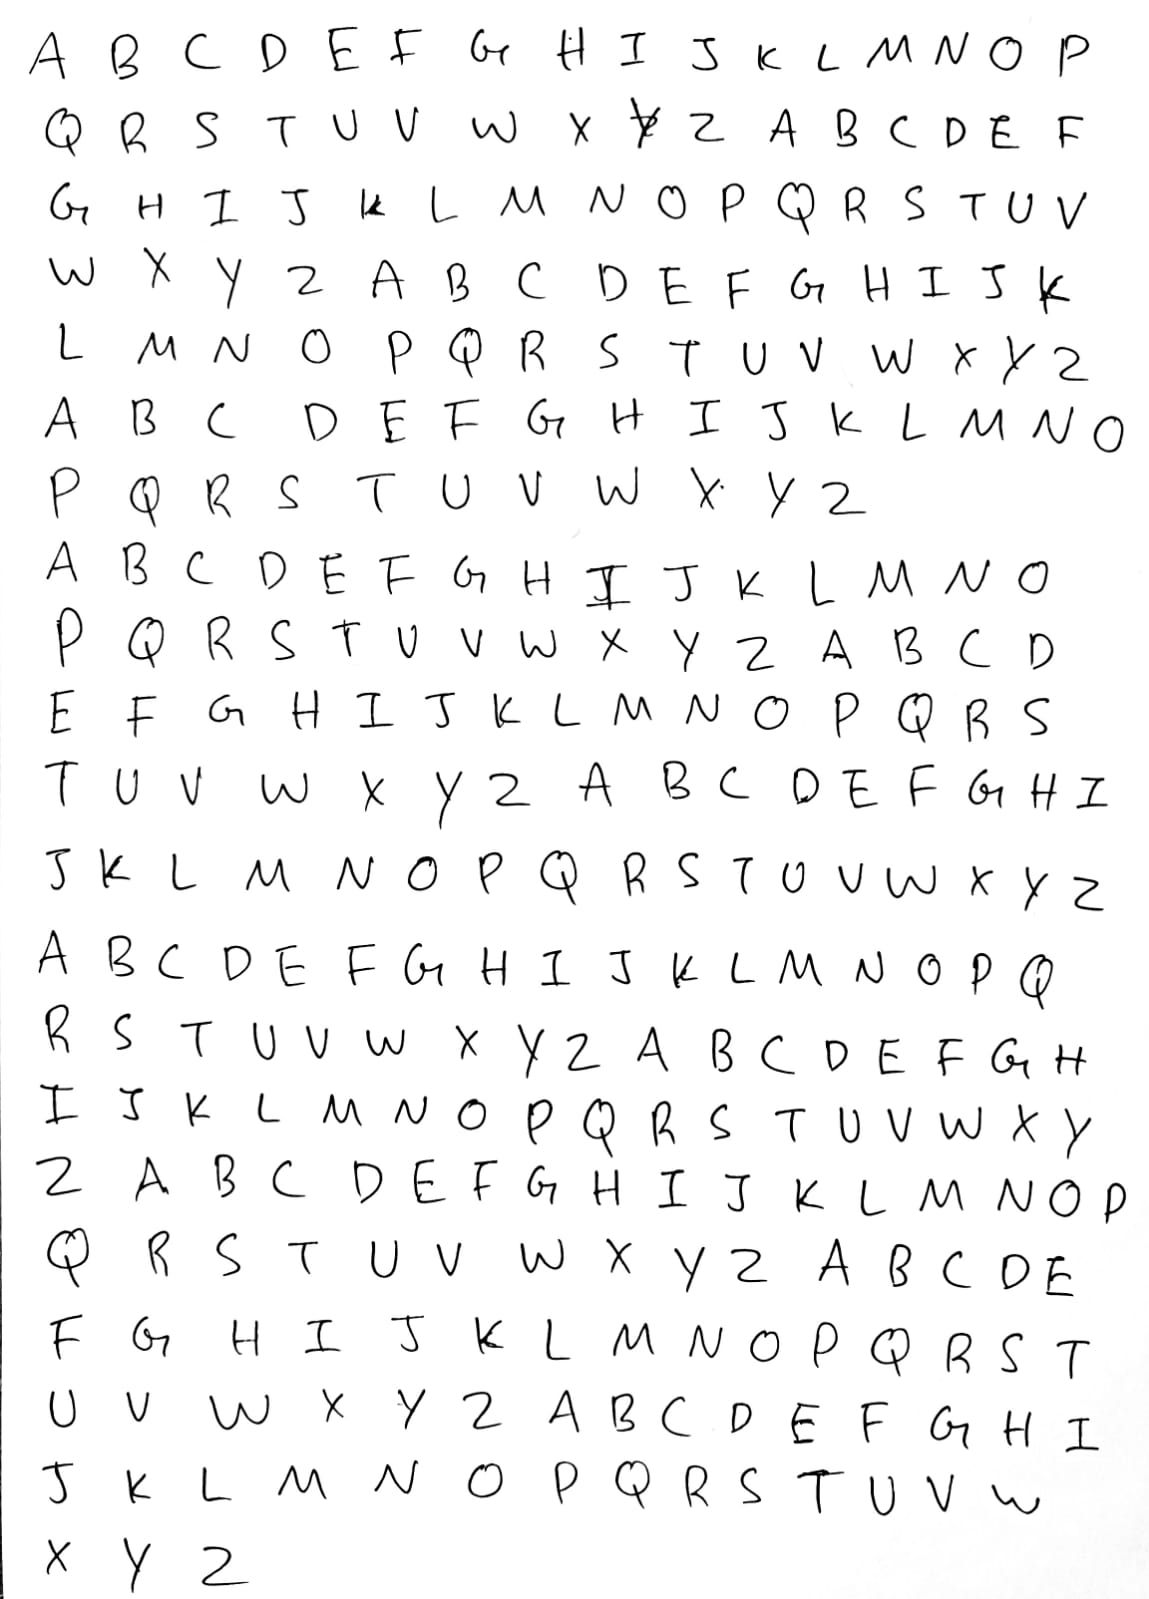 A B C D E F G H I J K L M N O P
Q R S T U V W X Y Z A B C D E F
G H I J K L M N O P Q R S T U V
W X Y Z A B C D E F G H I J K
L M N O P Q R S T U V W X Y Z
A B C D E F G H I J K L M N O
P Q R S T U V W X Y Z
A B C D E F G H I J K L M N O
P Q R S T U V W X Y Z A B C D
E F G H I J K L M N O P Q R S
T U V W X Y Z A B C D E F G H I
J K L M N O P Q R S T U V W X Y Z
A B C D E F G H I J K L M N O P Q
R S T U V W X Y Z A B C D E F G H
I J K L M N O P Q R S T U V W X Y
Z A B C D E F G H I J K L M N O P
Q R S T U V W X Y Z A B C D E
F G H I J K L M N O P Q R S T
U V W X Y Z A B C D E F G H I
J K L M N O P Q R S T U V W
X Y Z